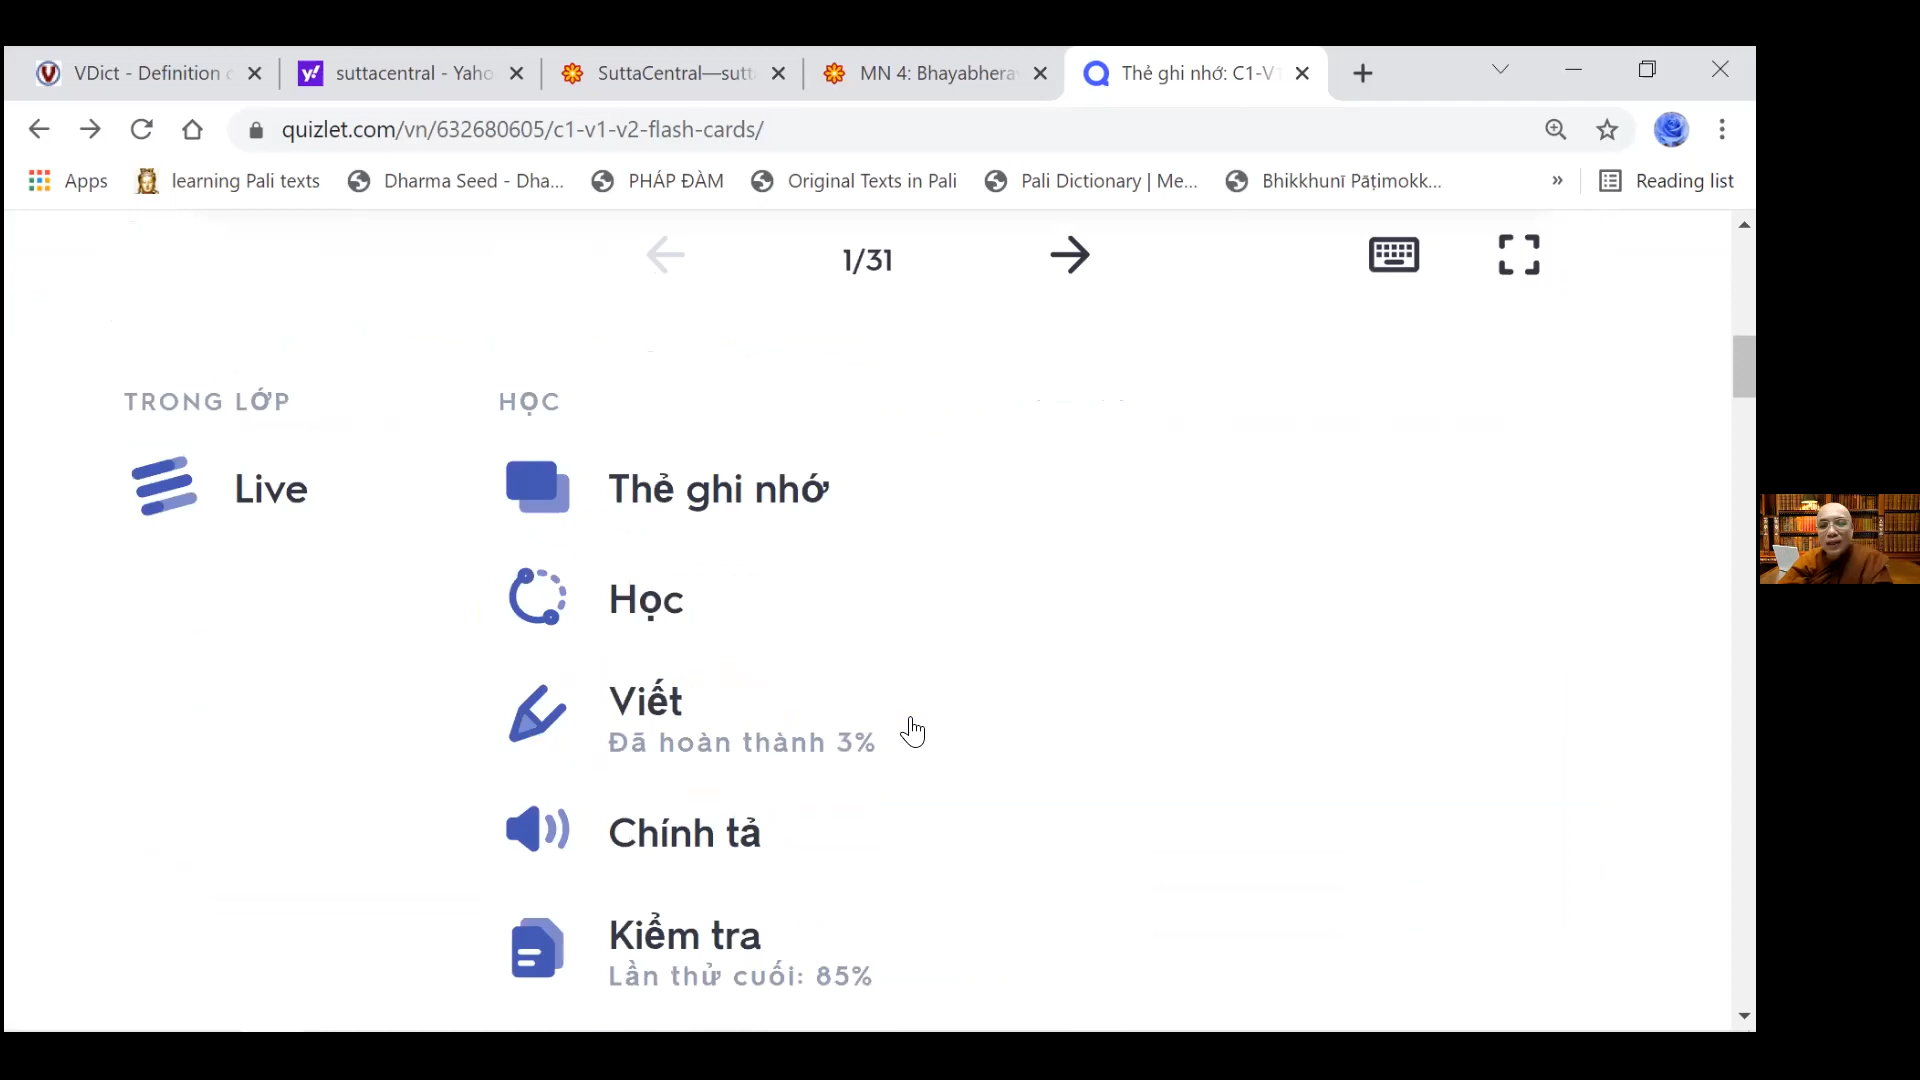 VDict - Definition
suttacentral - Yaho
SuttaCentral—sutt
MN 4: Bhayabhera
Thẻ ghi nhớ: C1-V1
quizlet.com/vn/632680605/c1-v1-v2-flash-cards/
Apps
learning Pali texts
Dharma Seed - Dha...
PHÁP ĐÀM
Original Texts in Pali
Pali Dictionary | Me...
Bhikkhunī Pāṭimokk...
»
Reading list
1/31
TRONG LỚP
HỌC
Live
Thẻ ghi nhớ
Học
Viết
Đã hoàn thành 3%
Chính tả
Kiểm tra
Lần thử cuối: 85%